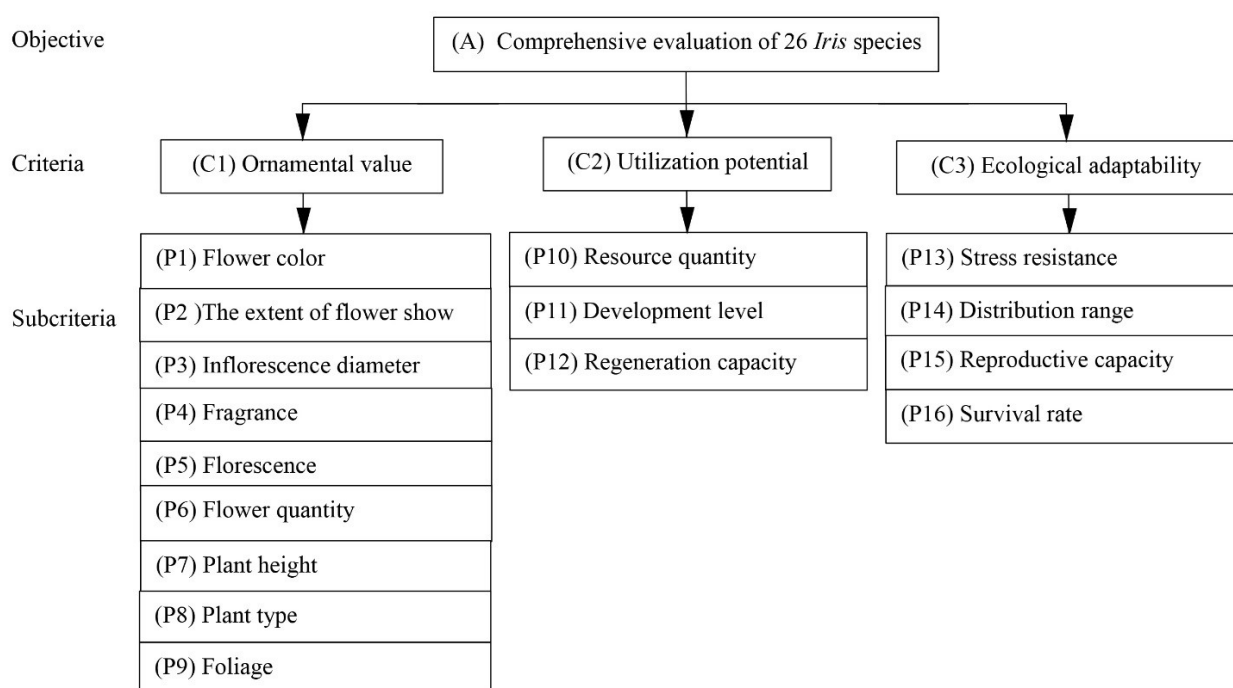 Objective
(A) Comprehensive evaluation of 26 Iris species
Criteria
(C1) Ornamental value
(C2) Utilization potential
(C3) Ecological adaptability
Subcriteria
(P1) Flower color
(P2 )The extent of flower show
(P3) Inflorescence diameter
(P4) Fragrance
(P5) Florescence
(P6) Flower quantity
(P7) Plant height
(P8) Plant type
(P9) Foliage
(P10) Resource quantity
(P11) Development level
(P12) Regeneration capacity
(P13) Stress resistance
(P14) Distribution range
(P15) Reproductive capacity
(P16) Survival rate